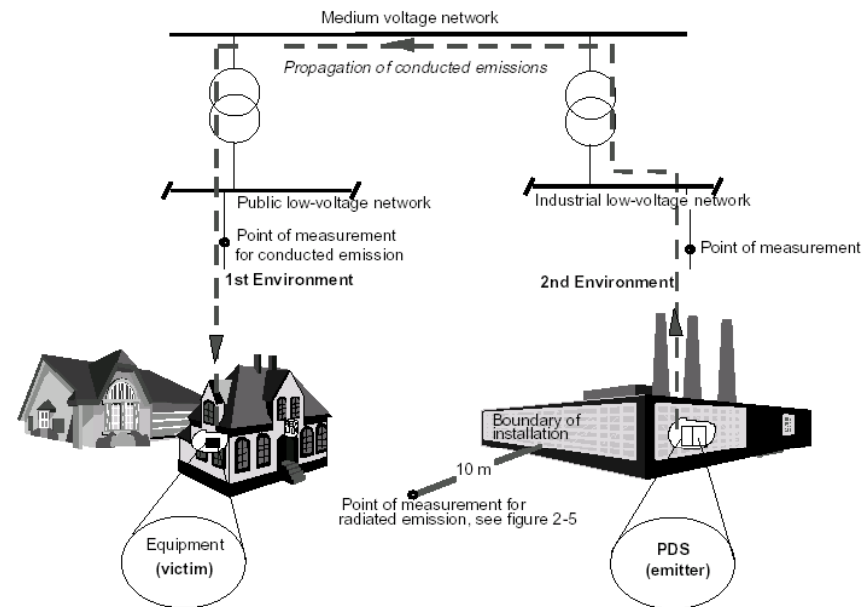 Medium voltage network
Propagation of conducted emissions
Public low-voltage network
Industrial low-voltage network
Point of measurement
for conducted emission
Point of measurement
1st Environment
2nd Environment
Boundary of
installation
10 m
Point of measurement for
radiated emission, see figure 2-5
Equipment
(victim)
PDS
(emitter)